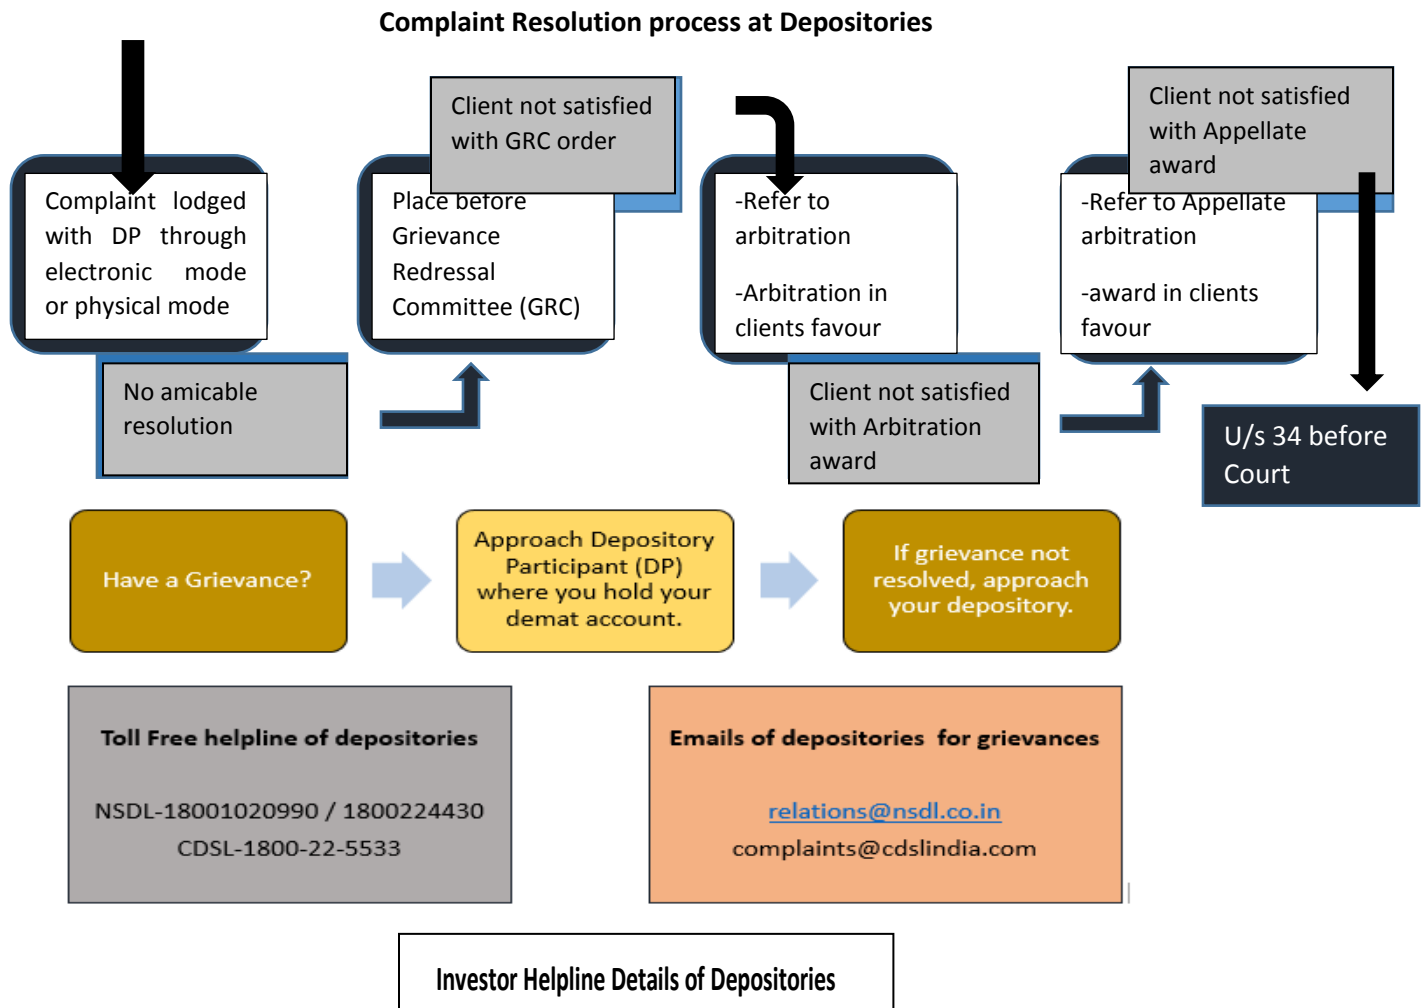 Complaint Resolution process at Depositories
Client not satisfied
with GRC order
Client not satisfied
with Appellate
award
Complaint lodged
with DP through
electronic mode
or physical mode
Place before
Grievance
Redressal
Committee (GRC)
-Refer to
arbitration
-Arbitration in
clients favour
-Refer to Appellate
arbitration
-award in clients
favour
No amicable
resolution
Client not satisfied
with Arbitration
award
U/s 34 before
Court
Have a Grievance?
Approach Depository
Participant (DP)
where you hold your
demat account.
If grievance not
resolved, approach
your depository.
Toll Free helpline of depositories
NSDL-18001020990 / 1800224430
CDSL-1800-22-5533
Emails of depositories for grievances
relations@nsdl.co.in
complaints@cdslindia.com
Investor Helpline Details of Depositories